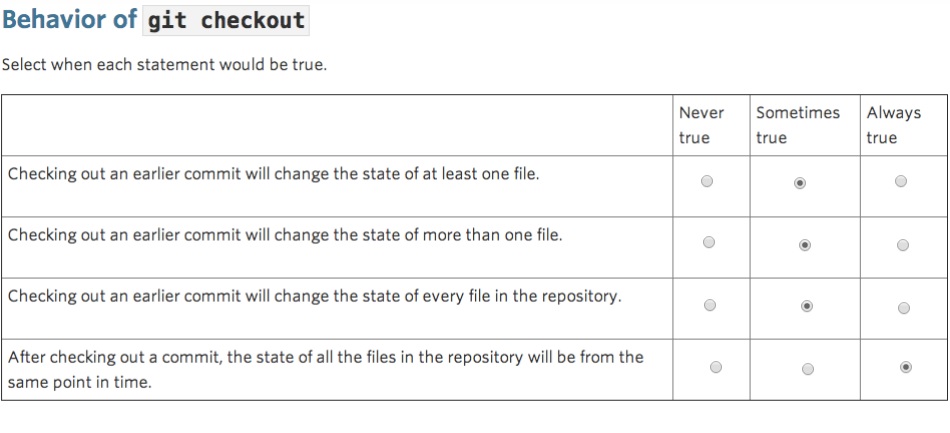 Behavior of git checkout
Select when each statement would be true.
Never true
Sometimes true
Always true
Checking out an earlier commit will change the state of at least one file.
Checking out an earlier commit will change the state of more than one file.
Checking out an earlier commit will change the state of every file in the repository.
After checking out a commit, the state of all the files in the repository will be from the
same point in time.